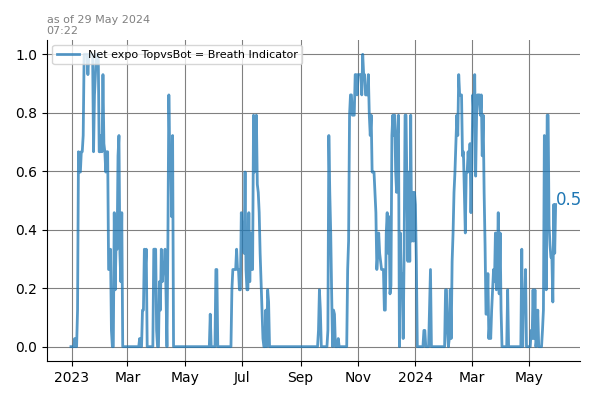 as of 29 May 2024
07:22
Net expo TopvsBot = Breath Indicator
1.0
0.8
0.6
0.4
0.2
0.0
0.5
2023 Mar May Jul Sep Nov 2024 Mar May